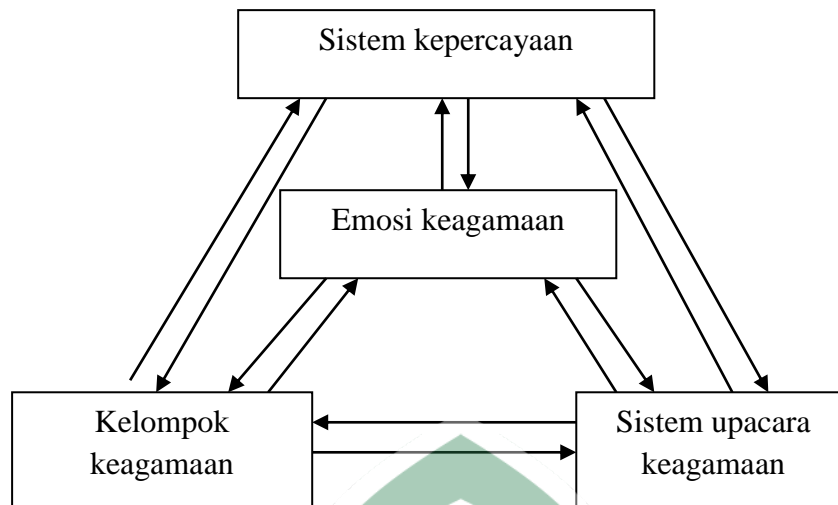 Sistem kepercayaan
Emosi keagamaan
Kelompok
keagamaan
Sistem upacara
keagamaan